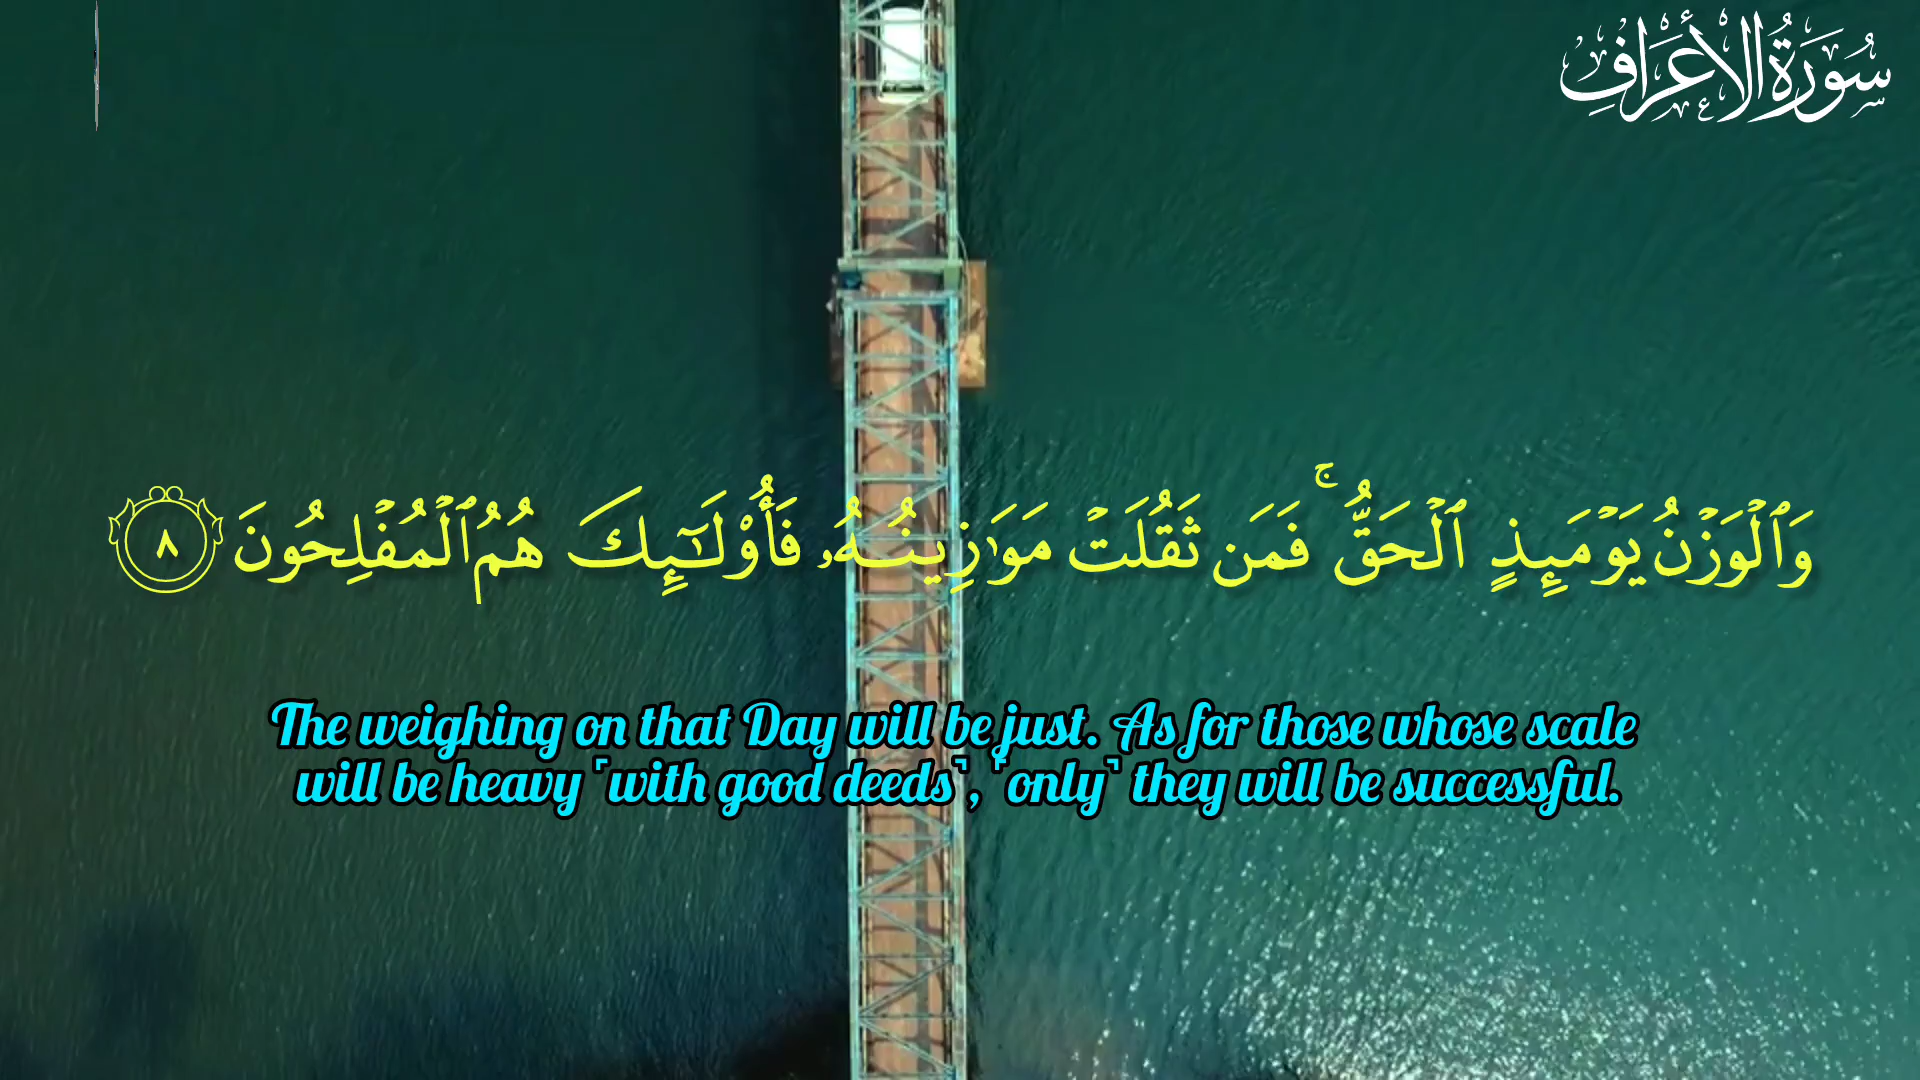 سُورَةُ الأَعْرَافِ
وَٱلْوَزْنُ يَوْمَئِذٍ ٱلْحَقُّ ۚ فَمَن ثَقُلَتْ مَوَٰزِينُهُۥ فَأُو۟لَـٰٓئِكَ هُمُ ٱلْمُفْلِحُونَ ٨
The weighing on that Day will be just. As for those whose scale
will be heavy ˹with good deeds˺, ˹only˺ they will be successful.